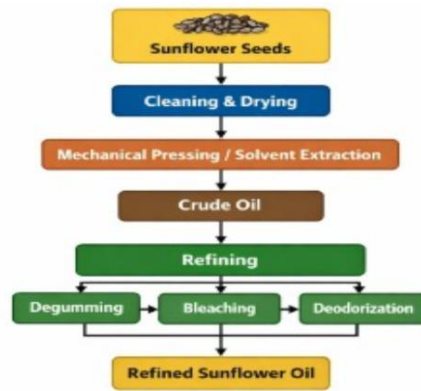 Sunflower Seeds
Cleaning & Drying
Mechanical Pressing / Solvent Extraction
Crude Oil
Refining
Degumming
Bleaching
Deodorization
Refined Sunflower Oil